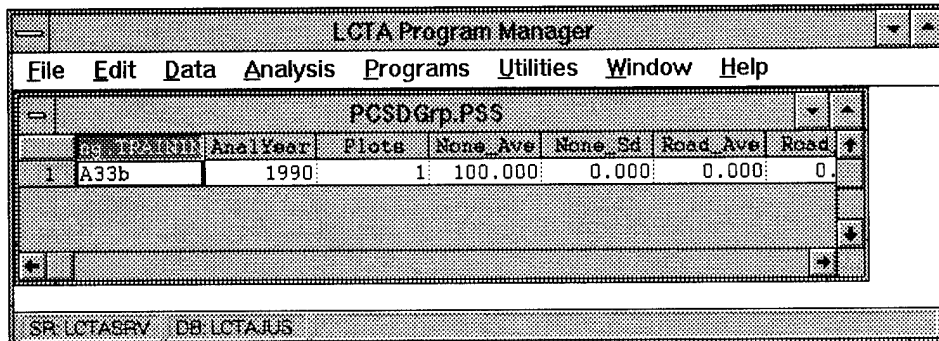 LCTA Program Manager
File Edit Data Analysis Programs Utilities Window Help
PCSDGrp.PSS
AnalYear Plots None_Ave None_Sd Road_Ave Road
1 A33b 1990 1 100.000 0.000 0.000 0.
SR:LCTASRV DB:LCTAJUS